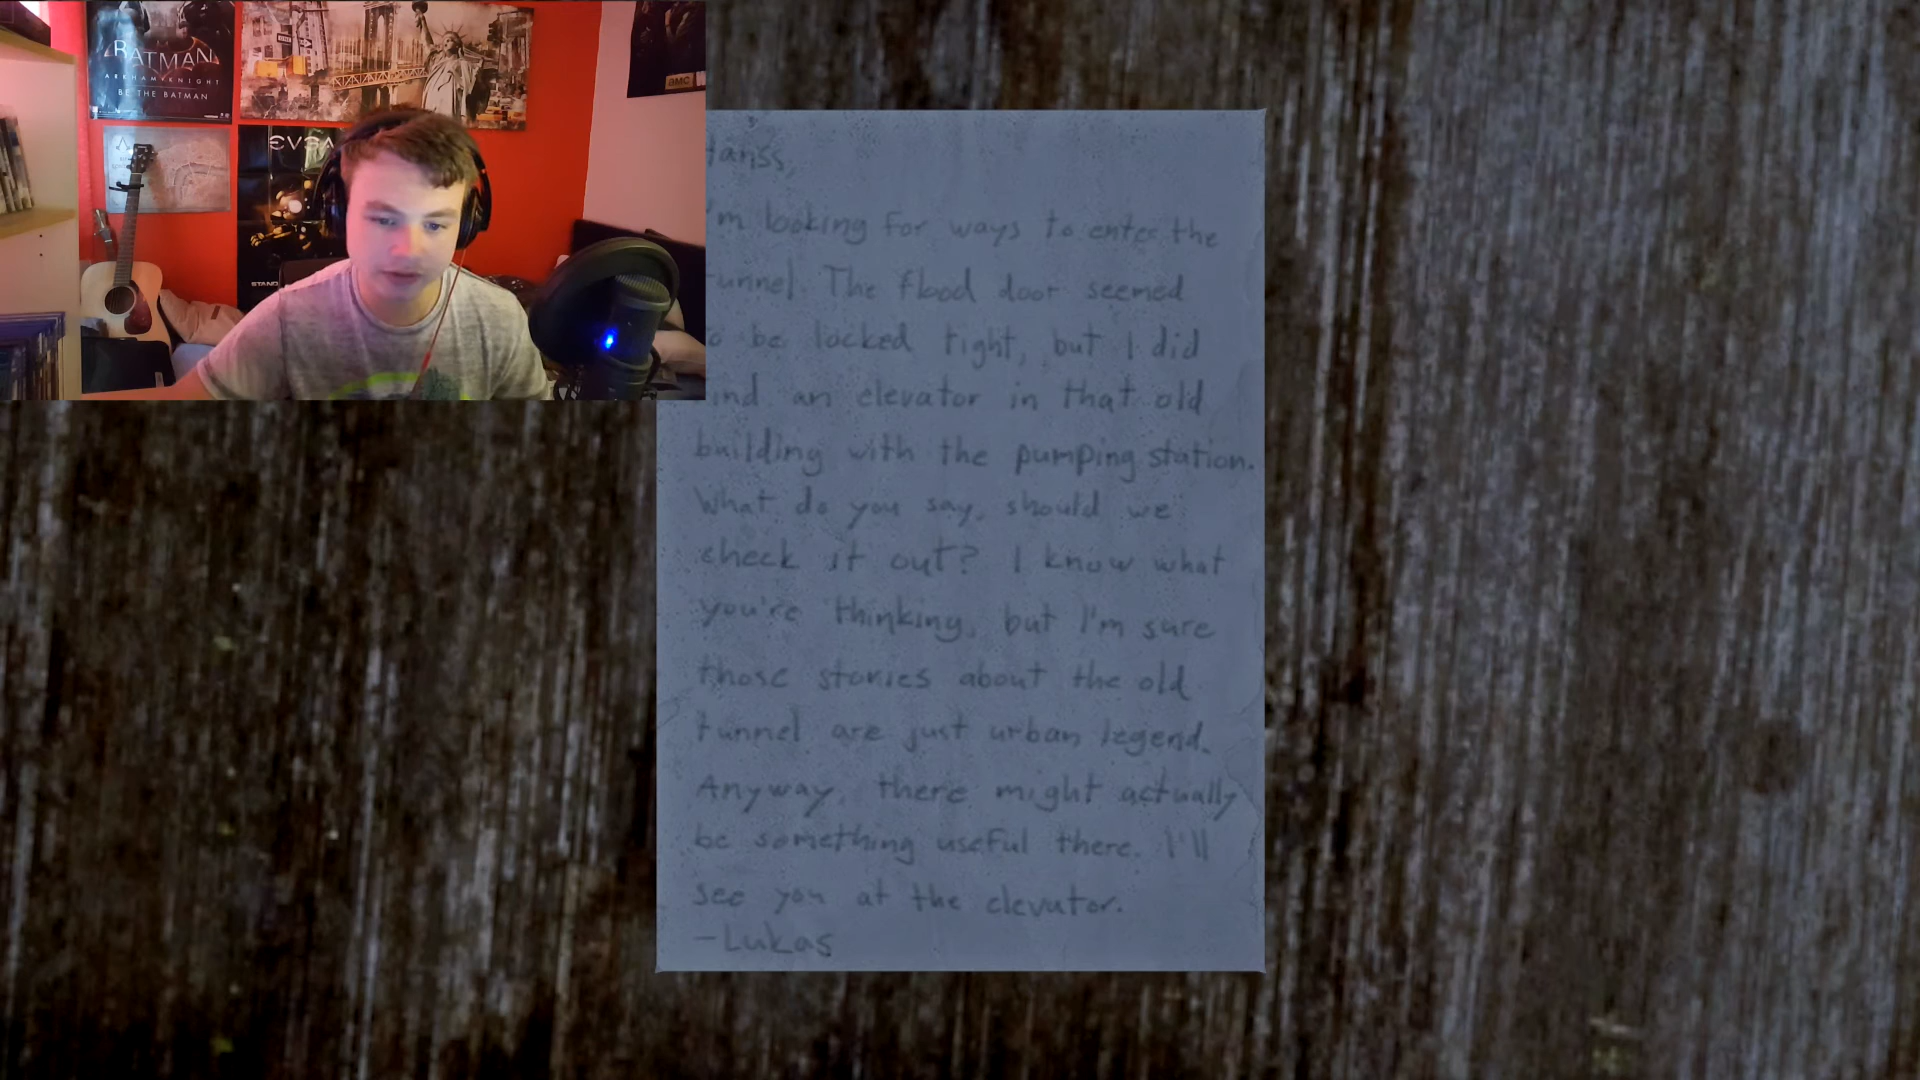 BATMAN
ARKHAM KNIGHT
BE THE BATMAN
AMC
EVGA
anss,
'm looking for ways to enter the
unnel. The flood door seemed
o be locked tight, but I did
ind an elevator in that old
building with the pumping station.
What do you say, should we
check it out? I know what
you're thinking, but I'm sure
those stories about the old
tunnel are just urban legend.
Anyway, there might actually
be something useful there. I'll
see you at the elevator.
-Lukas